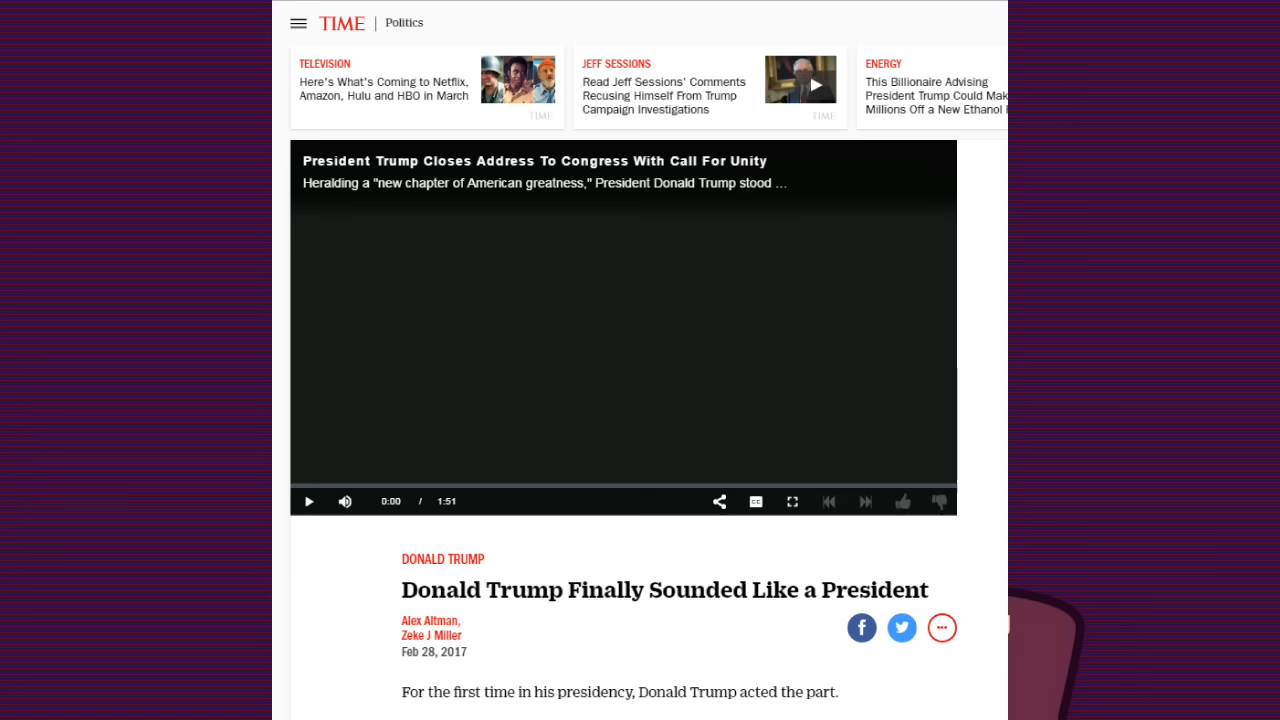 TIME | Politics
TELEVISION
Here's What's Coming to Netflix,
Amazon, Hulu and HBO in March
TIME
JEFF SESSIONS
Read Jeff Sessions' Comments
Recusing Himself From Trump
Campaign Investigations
TIME
ENERGY
This Billionaire Advising
President Trump Could Mak
Millions Off a New Ethanol
President Trump Closes Address To Congress With Call For Unity
Heralding a "new chapter of American greatness," President Donald Trump stood ...
0:00 / 1:51
CC
DONALD TRUMP
Donald Trump Finally Sounded Like a President
Alex Altman,
Zeke J Miller
Feb 28, 2017
For the first time in his presidency, Donald Trump acted the part.